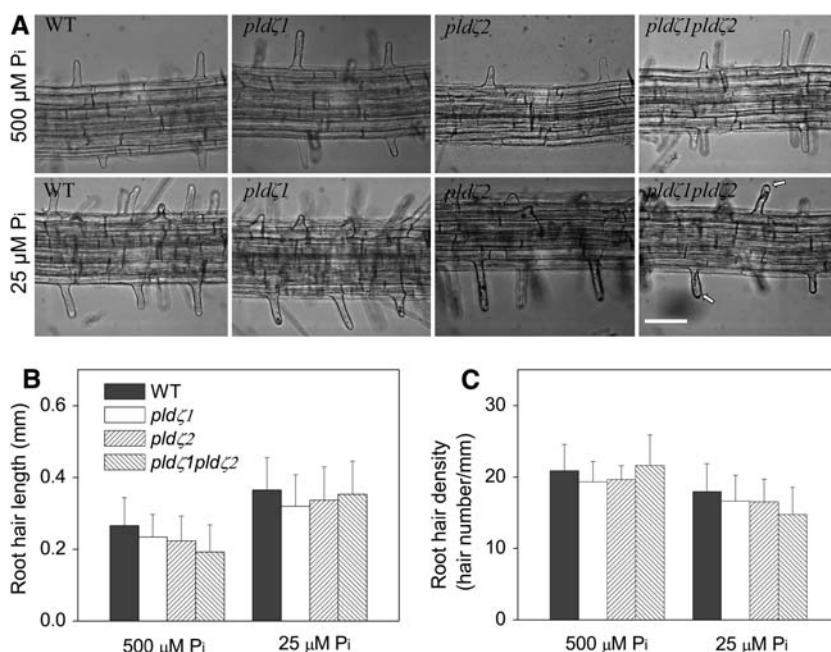 A
500 µM Pi
WT
pldζ1
pldζ2
pldζ1pldζ2
25 µM Pi
WT
pldζ1
pldζ2
pldζ1pldζ2
B
Root hair length (mm)
0.6
0.4
0.2
0.0
WT
pldζ1
pldζ2
pldζ1pldζ2
500 µM Pi
25 µM Pi
C
Root hair density
(hair number/mm)
30
20
10
0
500 µM Pi
25 µM Pi